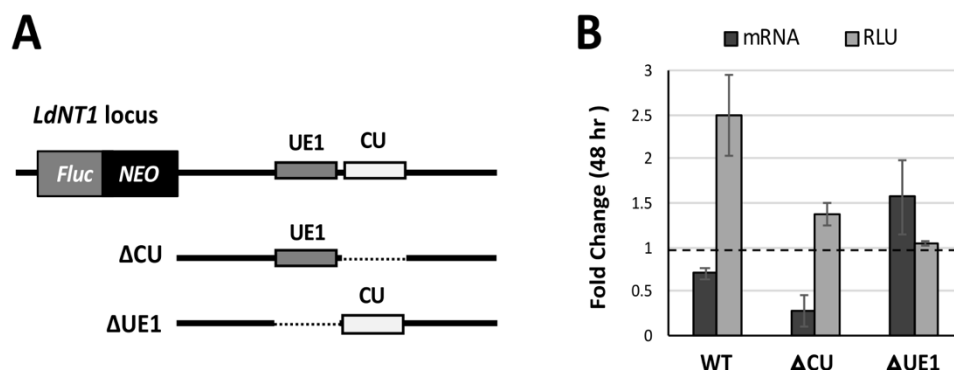 A
LdNT1 locus
UE1
CU
Fluc NEO
UE1
ΔCU
CU
ΔUE1
B
mRNA RLU
Fold Change (48 hr )
3
2.5
2
1.5
1
0.5
0
WT ΔCU ΔUE1